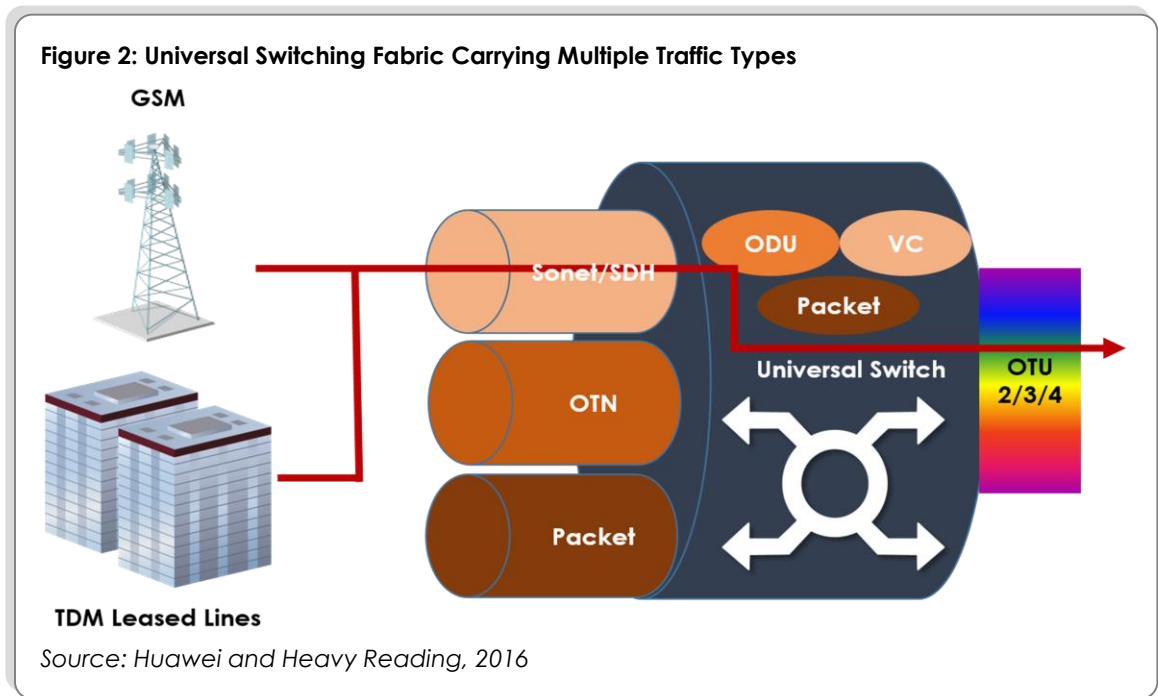 Figure 2: Universal Switching Fabric Carrying Multiple Traffic Types
GSM
Sonet/SDH
OTN
Packet
ODU
VC
Packet
Universal Switch
OTU
2/3/4
TDM Leased Lines
Source: Huawei and Heavy Reading, 2016